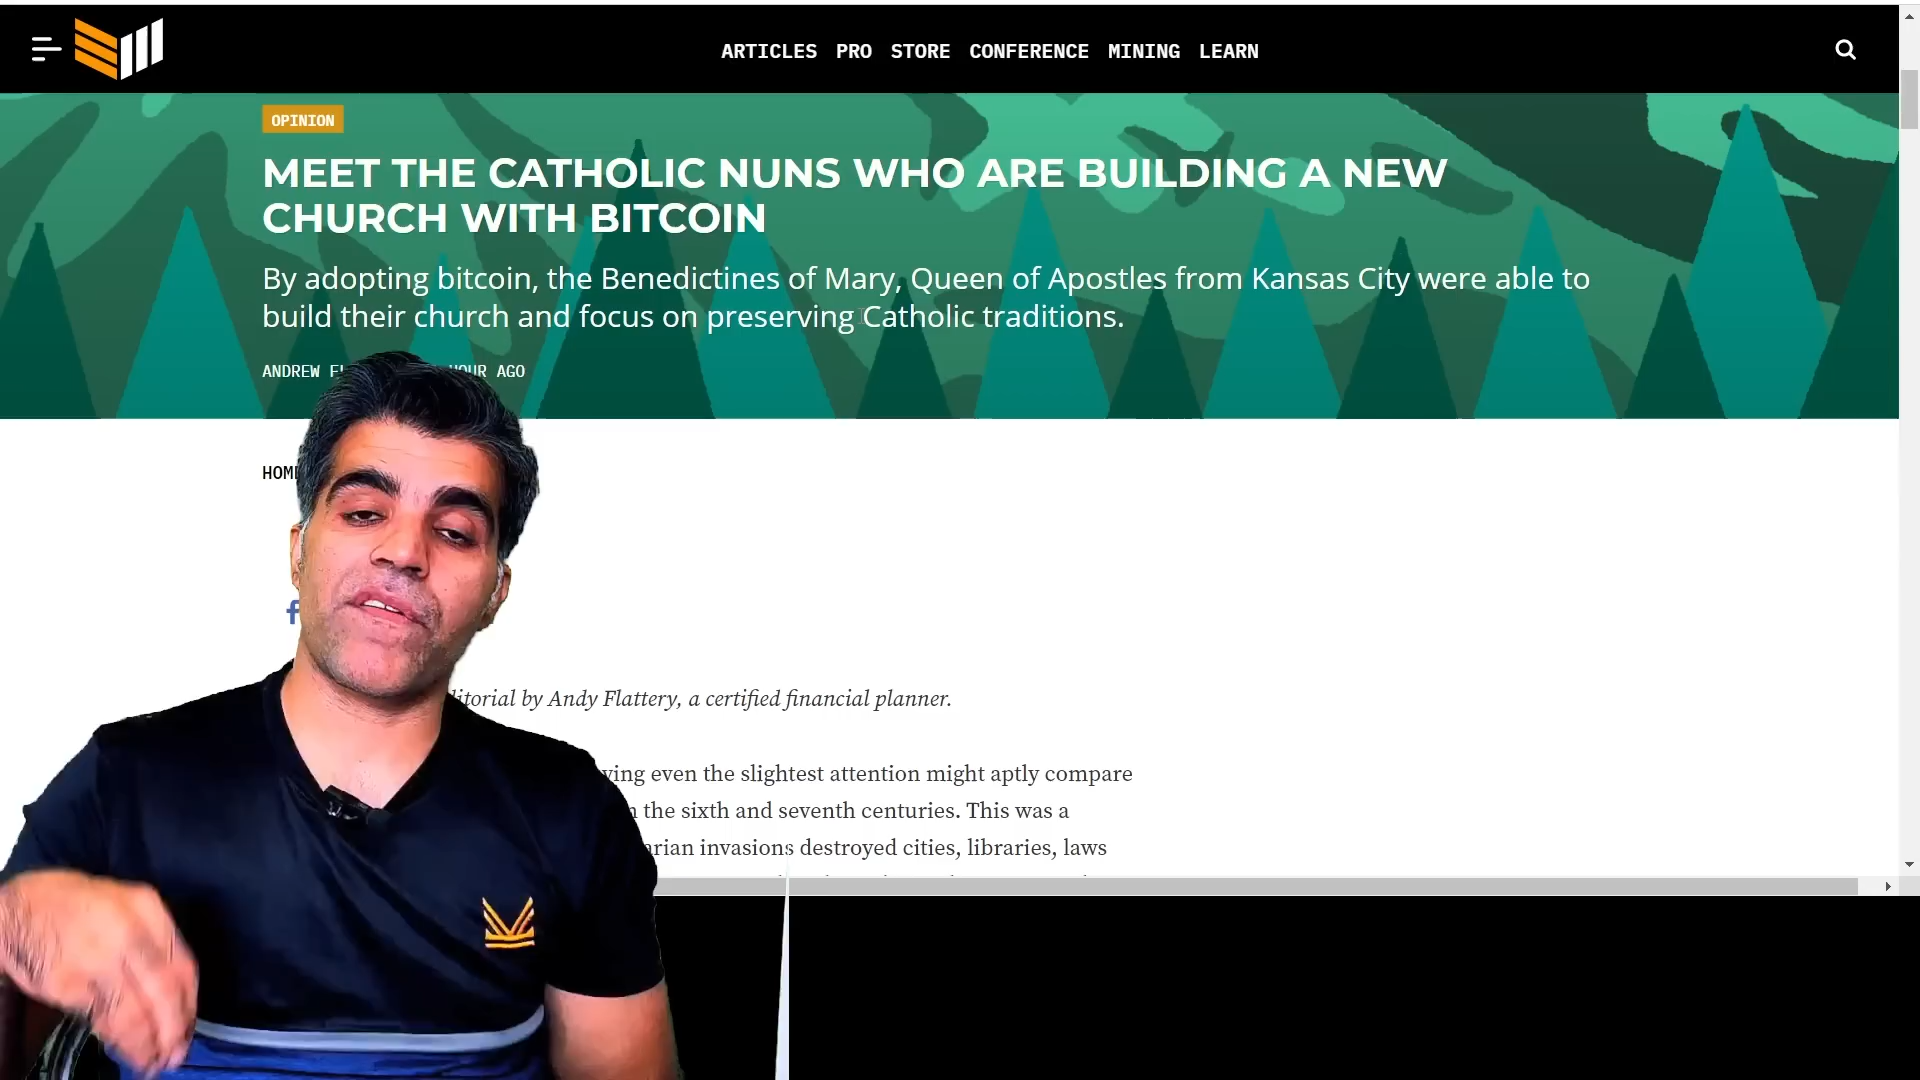 ARTICLES PRO STORE CONFERENCE MINING LEARN
OPINION
MEET THE CATHOLIC NUNS WHO ARE BUILDING A NEW
CHURCH WITH BITCOIN
By adopting bitcoin, the Benedictines of Mary, Queen of Apostles from Kansas City were able to
build their church and focus on preserving Catholic traditions.
ANDREW HOUR AGO
HOME
by Andy Flattery, a certified financial planner.
even the slightest attention might aptly compare
the sixth and seventh centuries. This was a
invasions destroyed cities, libraries, laws